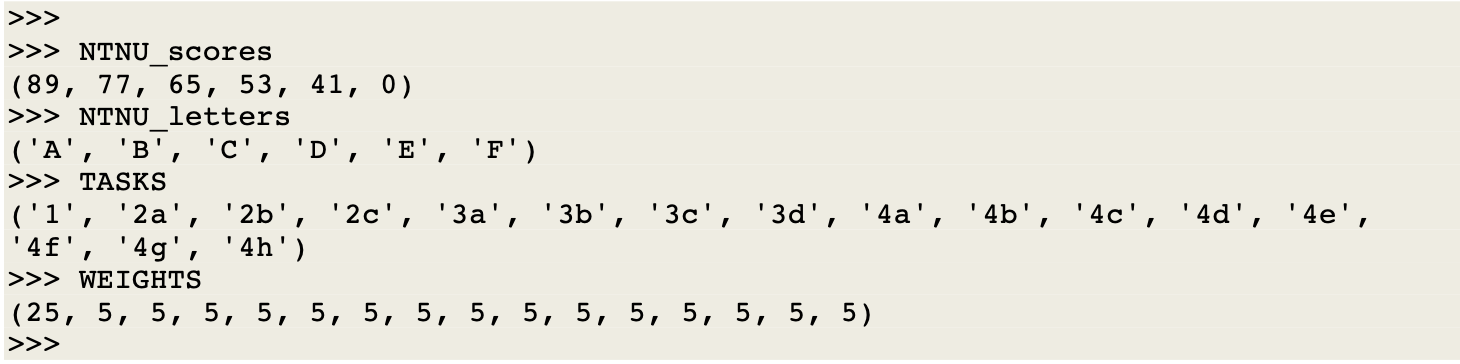 >>>
>>> NTNU_scores
(89, 77, 65, 53, 41, 0)
>>> NTNU_letters
('A', 'B', 'C', 'D', 'E', 'F')
>>> TASKS
('1', '2a', '2b', '2c', '3a', '3b', '3c', '3d', '4a', '4b', '4c', '4d', '4e',
'4f', '4g', '4h')
>>> WEIGHTS
(25, 5, 5, 5, 5, 5, 5, 5, 5, 5, 5, 5, 5, 5, 5, 5)
>>>